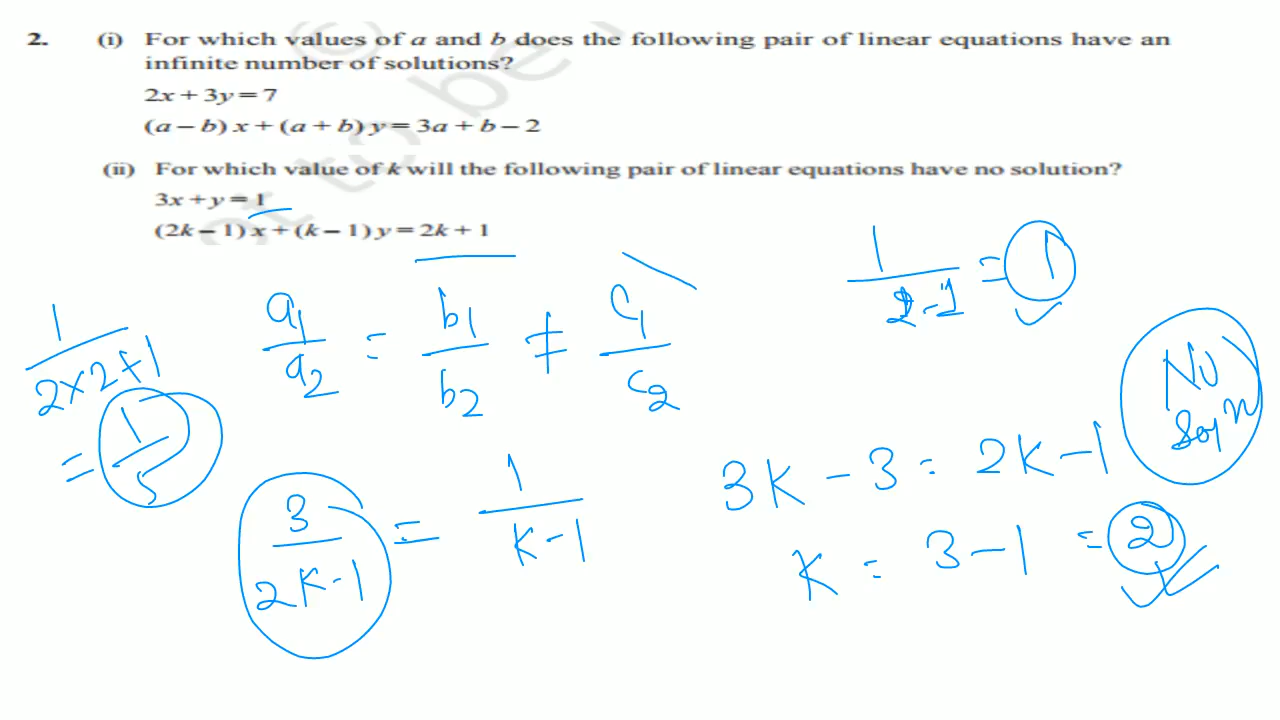 2. (i) For which values of a and b does the following pair of linear equations have an
infinite number of solutions?
2x + 3y = 7
(a – b) x + (a + b) y = 3a + b – 2
(ii) For which value of k will the following pair of linear equations have no solution?
3x + y = 1
(2k – 1) x + (k – 1) y = 2k + 1
1/(2-1) = 1
a1/a2 = b1/b2 ≠ c1/c2
1/(2×2+1)
= 1/5
No
Sol^n
3/(2k-1) = 1/(k-1)
3k - 3 = 2k - 1
k = 3 - 1 = 2